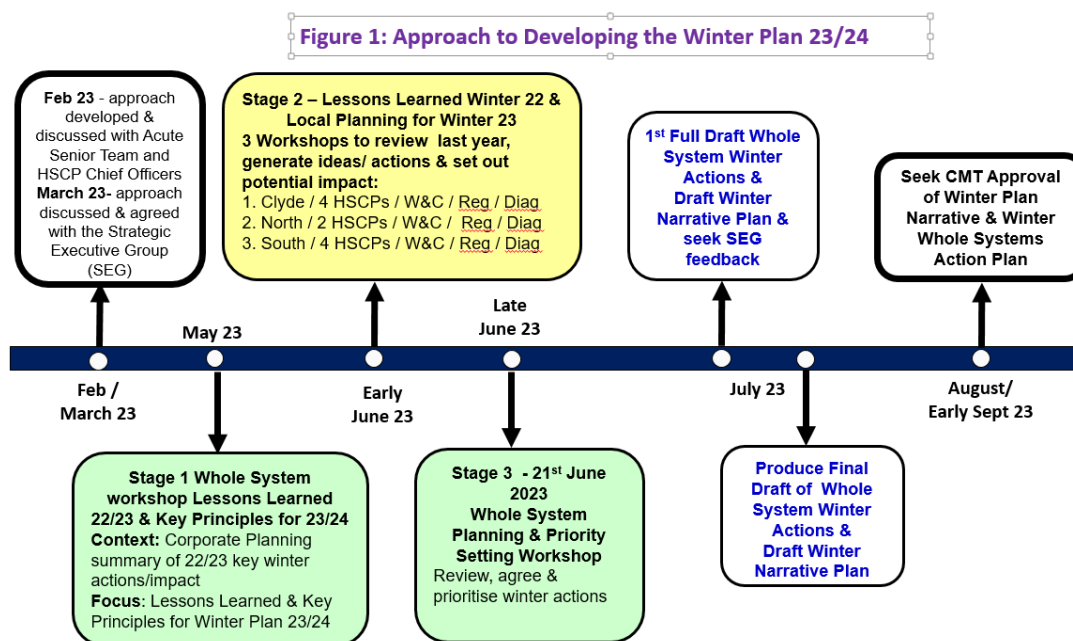 Figure 1: Approach to Developing the Winter Plan 23/24
Feb 23 - approach
developed &
discussed with Acute
Senior Team and
HSCP Chief Officers
March 23- approach
discussed & agreed
with the Strategic
Executive Group
(SEG)
Stage 2 – Lessons Learned Winter 22 &
Local Planning for Winter 23
3 Workshops to review last year,
generate ideas/ actions & set out
potential impact:
1. Clyde / 4 HSCPs / W&C / Reg / Diag
2. North / 2 HSCPs / W&C / Reg / Diag
3. South / 4 HSCPs / W&C / Reg / Diag
1st Full Draft Whole
System Winter
Actions &
Draft Winter
Narrative Plan &
seek SEG
feedback
Seek CMT Approval
of Winter Plan
Narrative & Winter
Whole Systems
Action Plan
May 23
Late
June 23
Feb /
March 23
Early
June 23
July 23
August/
Early Sept 23
Stage 1 Whole System
workshop Lessons Learned
22/23 & Key Principles for 23/24
Context: Corporate Planning
summary of 22/23 key winter
actions/impact
Focus: Lessons Learned & Key
Principles for Winter Plan 23/24
Stage 3 - 21st June
2023
Whole System
Planning & Priority
Setting Workshop
Review, agree &
prioritise winter actions
Produce Final
Draft of Whole
System Winter
Actions &
Draft Winter
Narrative Plan